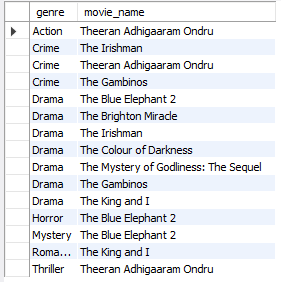 genre movie_name
Action Theeran Adhigaaram Ondru
Crime The Irishman
Crime Theeran Adhigaaram Ondru
Crime The Gambinos
Drama The Blue Elephant 2
Drama The Brighton Miracle
Drama The Irishman
Drama The Colour of Darkness
Drama The Mystery of Godliness: The Sequel
Drama The Gambinos
Drama The King and I
Horror The Blue Elephant 2
Mystery The Blue Elephant 2
Roma... The King and I
Thriller Theeran Adhigaaram Ondru